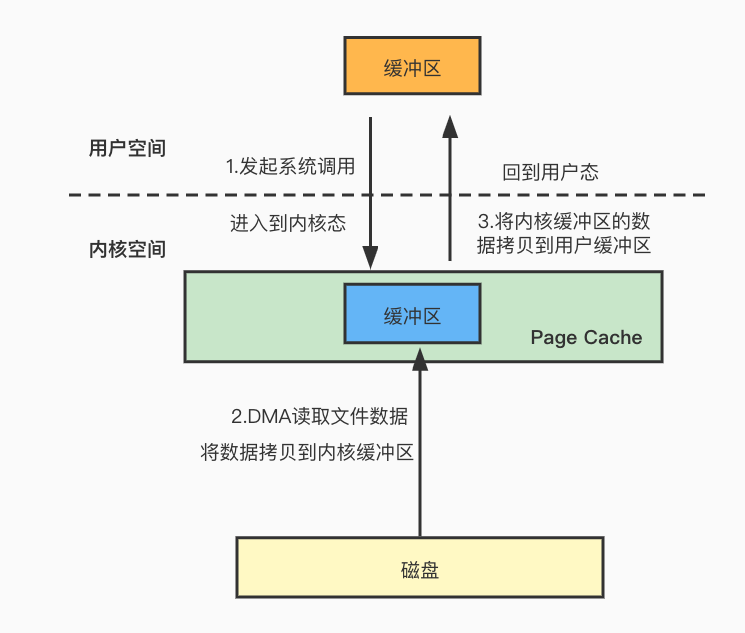 缓冲区
用户空间
1.发起系统调用
回到用户态
进入到内核态
3.将内核缓冲区的数
据拷贝到用户缓冲区
内核空间
缓冲区
Page Cache
2.DMA读取文件数据
将数据拷贝到内核缓冲区
磁盘